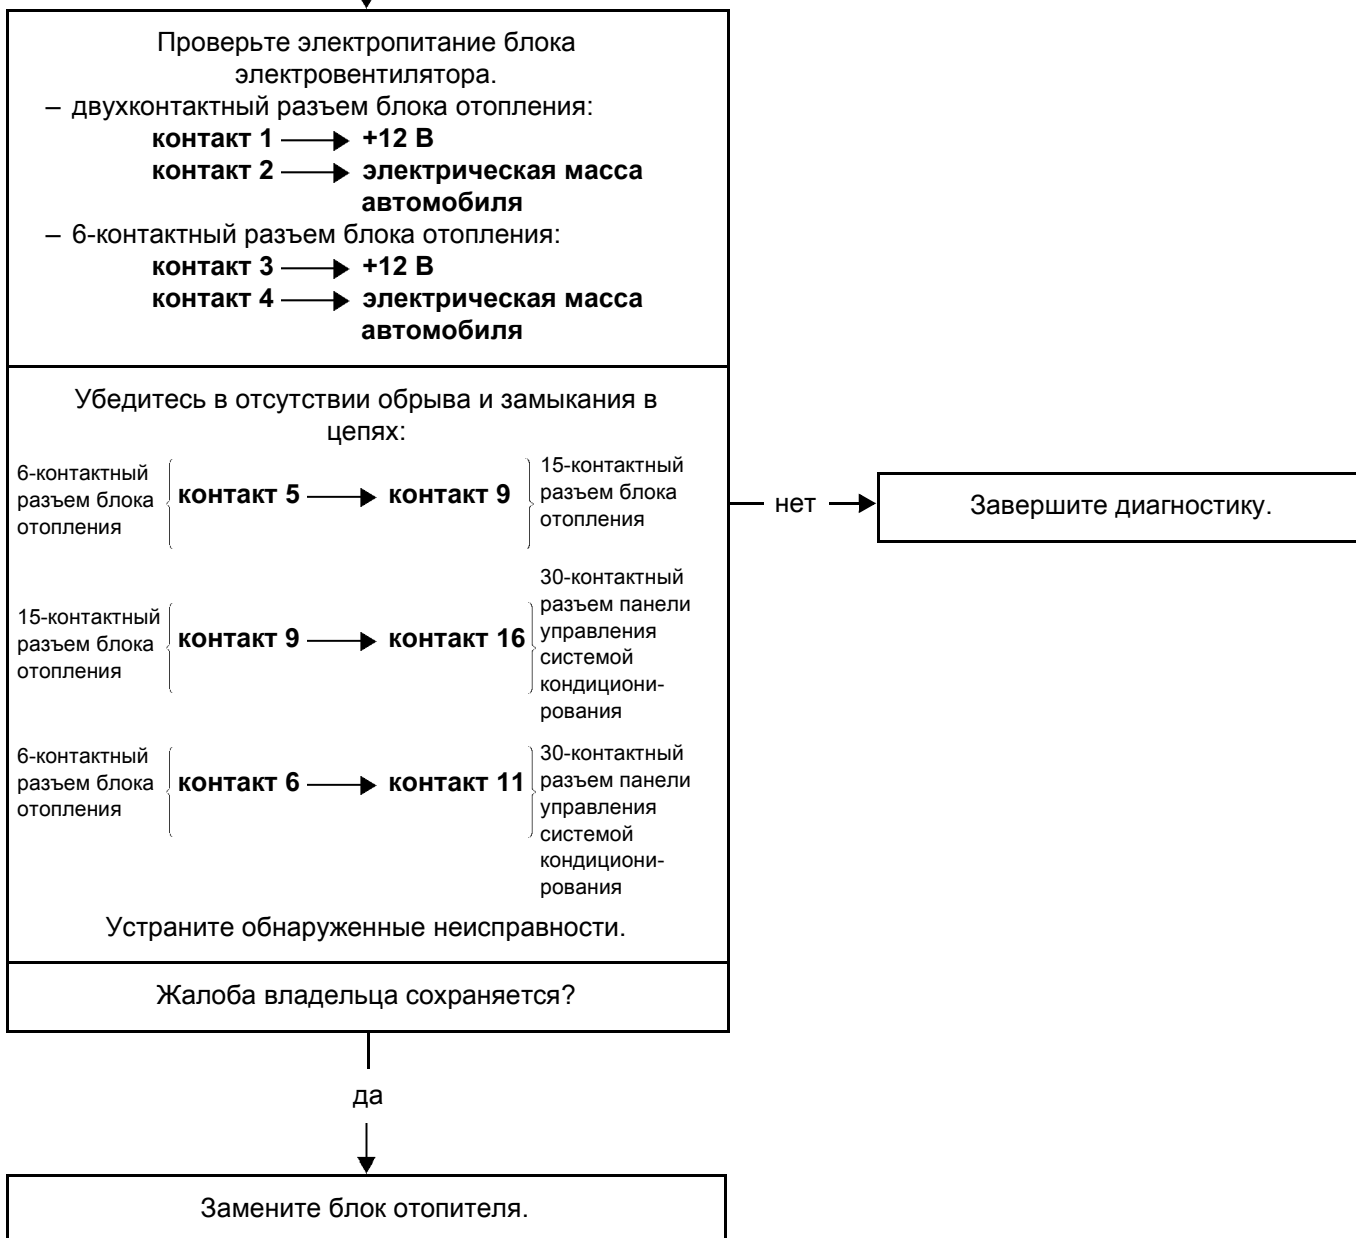 Проверьте электропитание блока
электровентилятора.
– двухконтактный разъем блока отопления:
контакт 1 → +12 В
контакт 2 → электрическая масса
автомобиля
– 6-контактный разъем блока отопления:
контакт 3 → +12 В
контакт 4 → электрическая масса
автомобиля
Убедитесь в отсутствии обрыва и замыкания в
цепях:
6-контактный
разъем блока
отопления
контакт 5 → контакт 9
15-контактный
разъем блока
отопления
15-контактный
разъем блока
отопления
контакт 9 → контакт 16
30-контактный
разъем панели
управления
системой
кондициони-
рования
6-контактный
разъем блока
отопления
контакт 6 → контакт 11
30-контактный
разъем панели
управления
системой
кондициони-
рования
Устраните обнаруженные неисправности.
Жалоба владельца сохраняется?
нет
Завершите диагностику.
да
Замените блок отопителя.